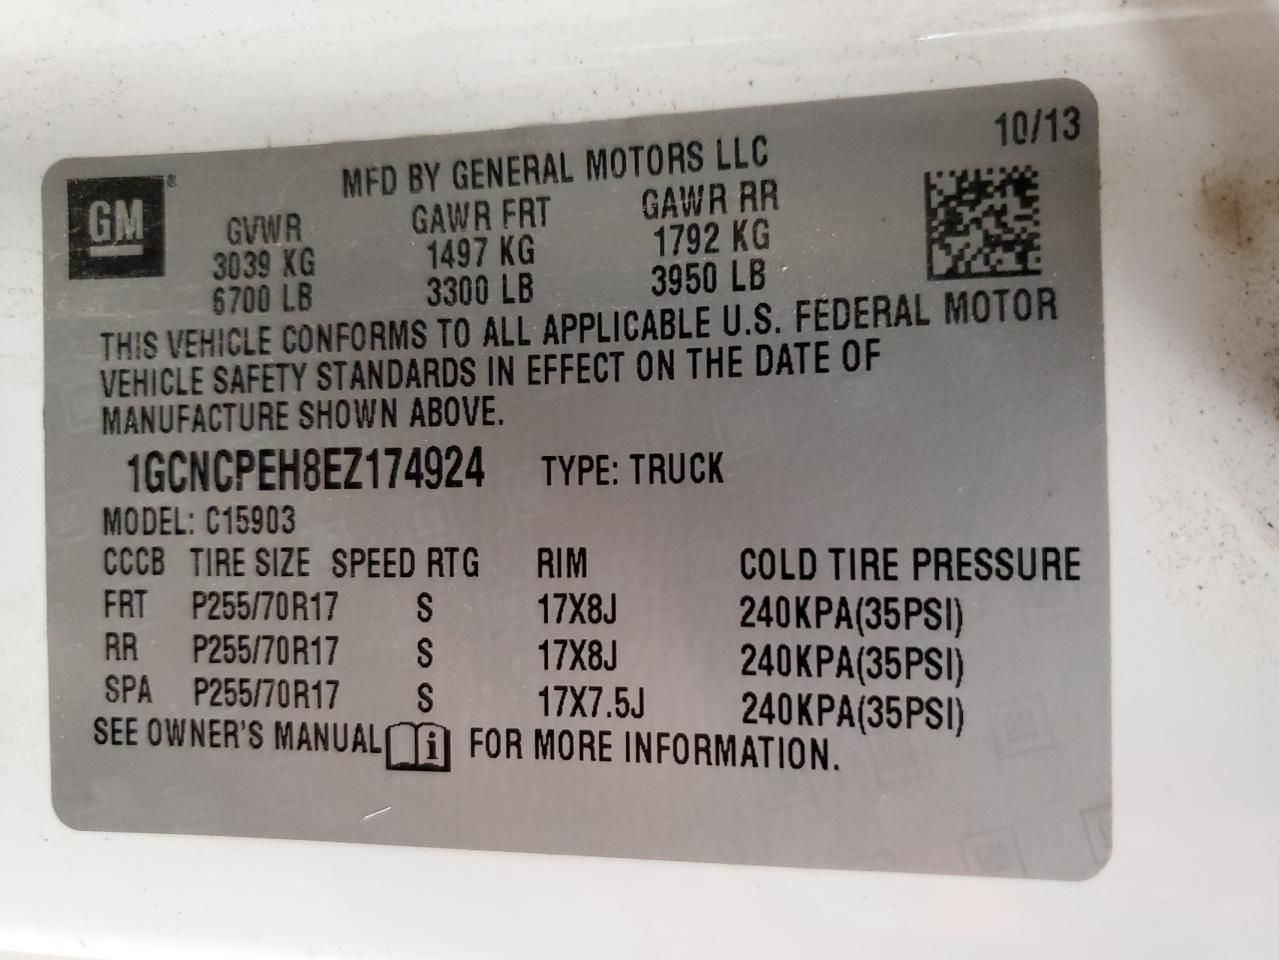 10/13
MFD BY GENERAL MOTORS LLC
GM®
GVWR GAWR FRT GAWR RR
3039 KG 1497 KG 1792 KG
6700 LB 3300 LB 3950 LB
THIS VEHICLE CONFORMS TO ALL APPLICABLE U.S. FEDERAL MOTOR
VEHICLE SAFETY STANDARDS IN EFFECT ON THE DATE OF
MANUFACTURE SHOWN ABOVE.
1GCNCPEH8EZ174924 TYPE: TRUCK
MODEL: C15903
CCCB TIRE SIZE SPEED RTG RIM COLD TIRE PRESSURE
FRT P255/70R17 S 17X8J 240KPA(35PSI)
RR P255/70R17 S 17X8J 240KPA(35PSI)
SPA P255/70R17 S 17X7.5J 240KPA(35PSI)
SEE OWNER'S MANUAL i FOR MORE INFORMATION.